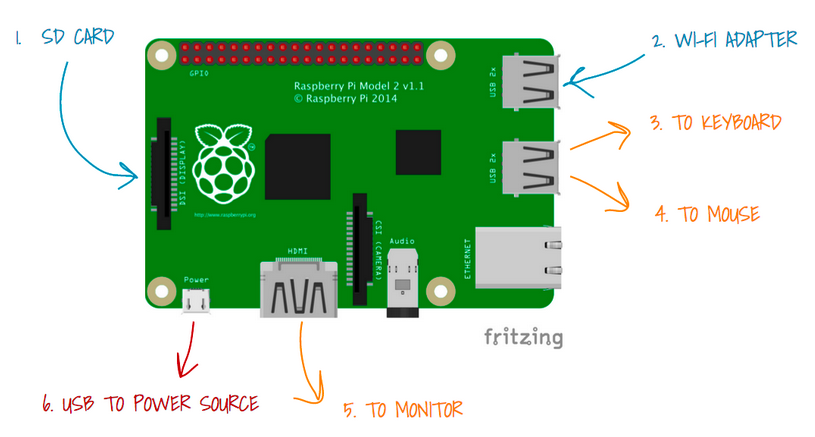 1. SD CARD
2. WI-FI ADAPTER
GPIO
Raspberry Pi Model 2 v1.1
© Raspberry Pi 2014
USB 2x
3. TO KEYBOARD
DSI (DISPLAY)
USB 2x
http://www.raspberrypi.org
4. TO MOUSE
CSI (CAMERA)
Audio
ETHERNET
HDMI
Power
fritzing
6. USB TO POWER SOURCE
5. TO MONITOR